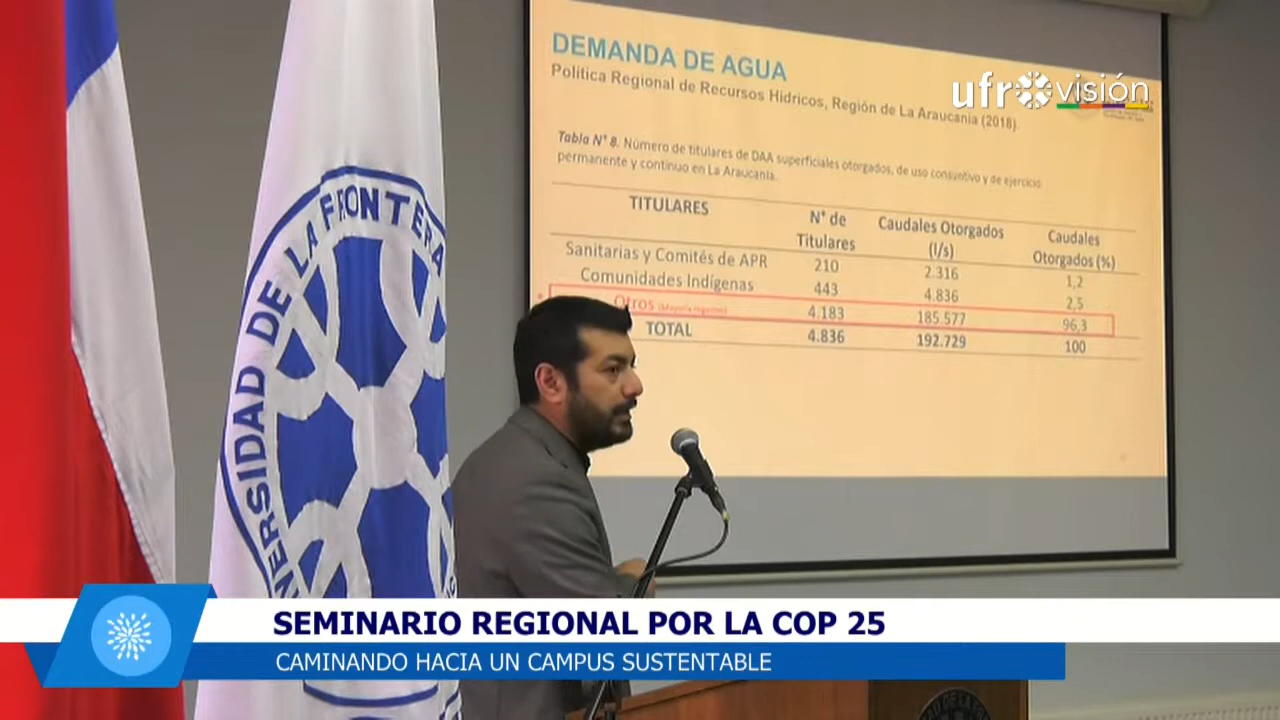 DEMANDA DE AGUA
Política Regional de Recursos Hídricos, Región de La Araucanía (2018).
ufro visión
Tabla N° 8. Número de titulares de DAA superficiales otorgados, de uso consuntivo y de ejercicio
permanente y continuo en La Araucanía.
TITULARES N° de Titulares Caudales Otorgados (l/s) Caudales Otorgados (%)
Sanitarias y Comités de APR 210 2.316 1,2
Comunidades Indígenas 443 4.836 2,5
Otros 4.183 185.577 96,3
TOTAL 4.836 192.729 100
UNIVERSIDAD DE LA FRONTERA
SEMINARIO REGIONAL POR LA COP 25
CAMINANDO HACIA UN CAMPUS SUSTENTABLE